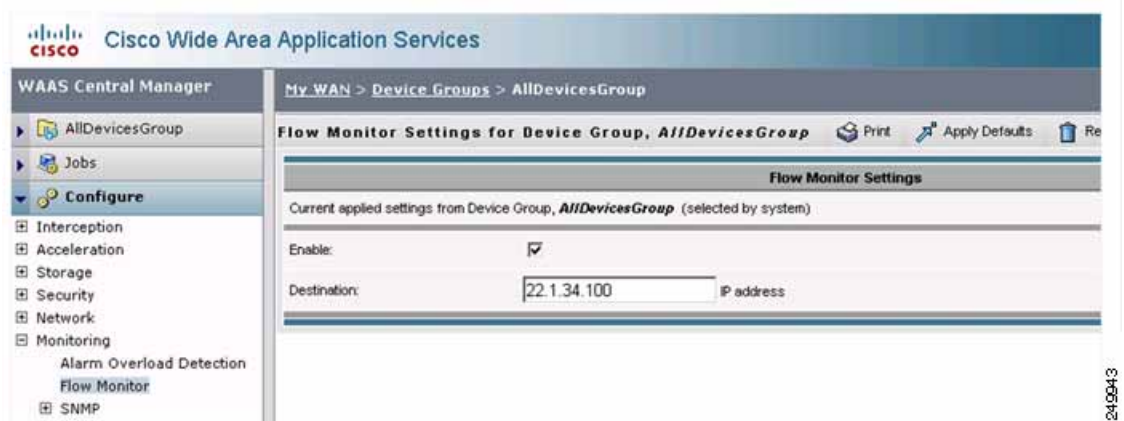 CISCO
Cisco Wide Area Application Services
WAAS Central Manager
AllDevicesGroup
Jobs
Configure
Interception
Acceleration
Storage
Security
Network
Monitoring
Alarm Overload Detection
Flow Monitor
SNMP
My WAN > Device Groups > AllDevicesGroup
Flow Monitor Settings for Device Group, AllDevicesGroup Print Apply Defaults Re
Flow Monitor Settings
Current applied settings from Device Group, AllDevicesGroup (selected by system)
Enable:
Destination: 22.1.34.100 IP address
249943